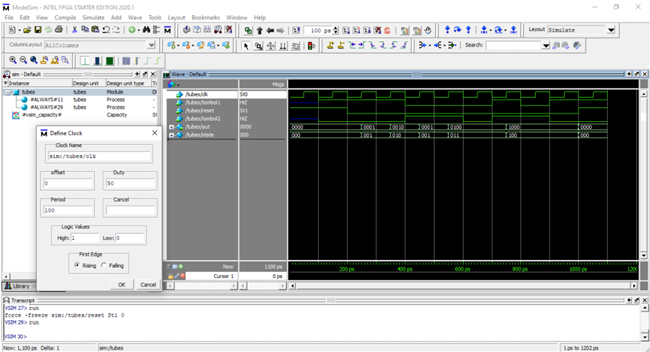 ModelSim - INTEL FPGA STARTER EDITION 2020.1
File Edit View Compile Simulate Add Wave Tools Layout Bookmarks Window Help
100 ps
Layout Simulate
ColumnLayout AllColumns
Search:
sim - Default
Instance Design unit Design unit type
tubes tubes Module
#ALWAYS#11 tubes Process
#ALWAYS#29 tubes Process
#vsim_capacity# Capacity
Wave - Default
Msgs
/tubes/clk St0
/tubes/tombol1 HiZ
/tubes/reset St1
/tubes/tombol2 HiZ
/tubes/out 0000 0000 0001 0010 0001 0100 1000 0000
/tubes/state 000 000 001 010 001 011 100 000
Now 1100 ps
Cursor 1 0 ps
200 ps 400 ps 600 ps 800 ps 1000 ps
Define Clock
Clock Name
sim:/tubes/clk
offset Duty
0 50
Period Cancel
100
Logic Values
High: 1 Low: 0
First Edge
Rising Falling
OK Cancel
Library
Transcript
VSIM 27> run
force -freeze sim:/tubes/reset St1 0
VSIM 29> run
VSIM 30>
Now: 1,100 ps Delta: 1 sim:/tubes 1 ps to 1202 ps